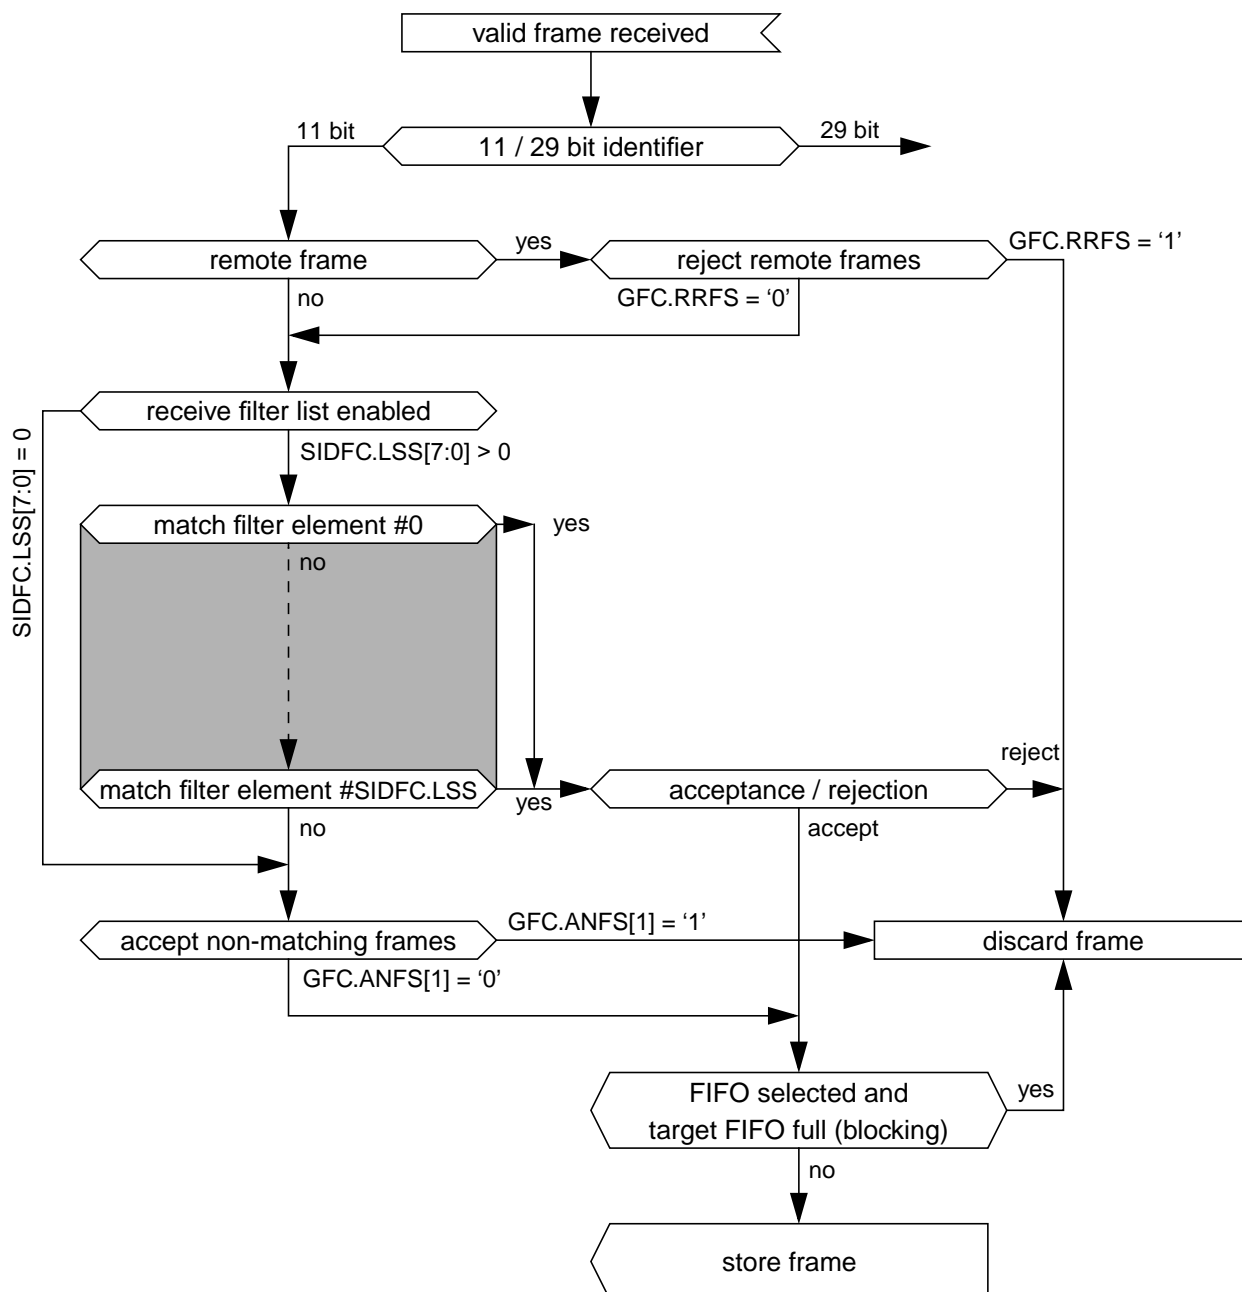 valid frame received
11 bit
11 / 29 bit identifier
29 bit
remote frame
yes
reject remote frames
GFC.RRFS = ‘1’
no
GFC.RRFS = ‘0’
receive filter list enabled
SIDFC.LSS[7:0] = 0
SIDFC.LSS[7:0] > 0
match filter element #0
yes
no
match filter element #SIDFC.LSS
yes
acceptance / rejection
reject
no
accept
accept non-matching frames
GFC.ANFS[1] = ‘1’
discard frame
GFC.ANFS[1] = ‘0’
FIFO selected and
target FIFO full (blocking)
yes
no
store frame